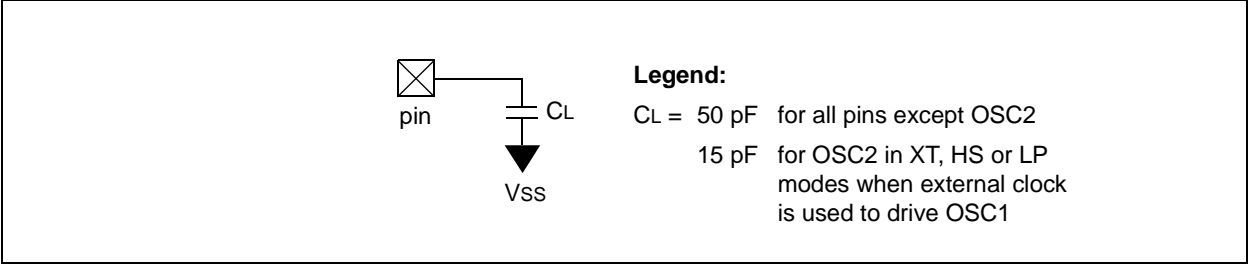 Legend:
pin
CL
VSS
CL = 50 pF for all pins except OSC2
15 pF for OSC2 in XT, HS or LP
modes when external clock
is used to drive OSC1